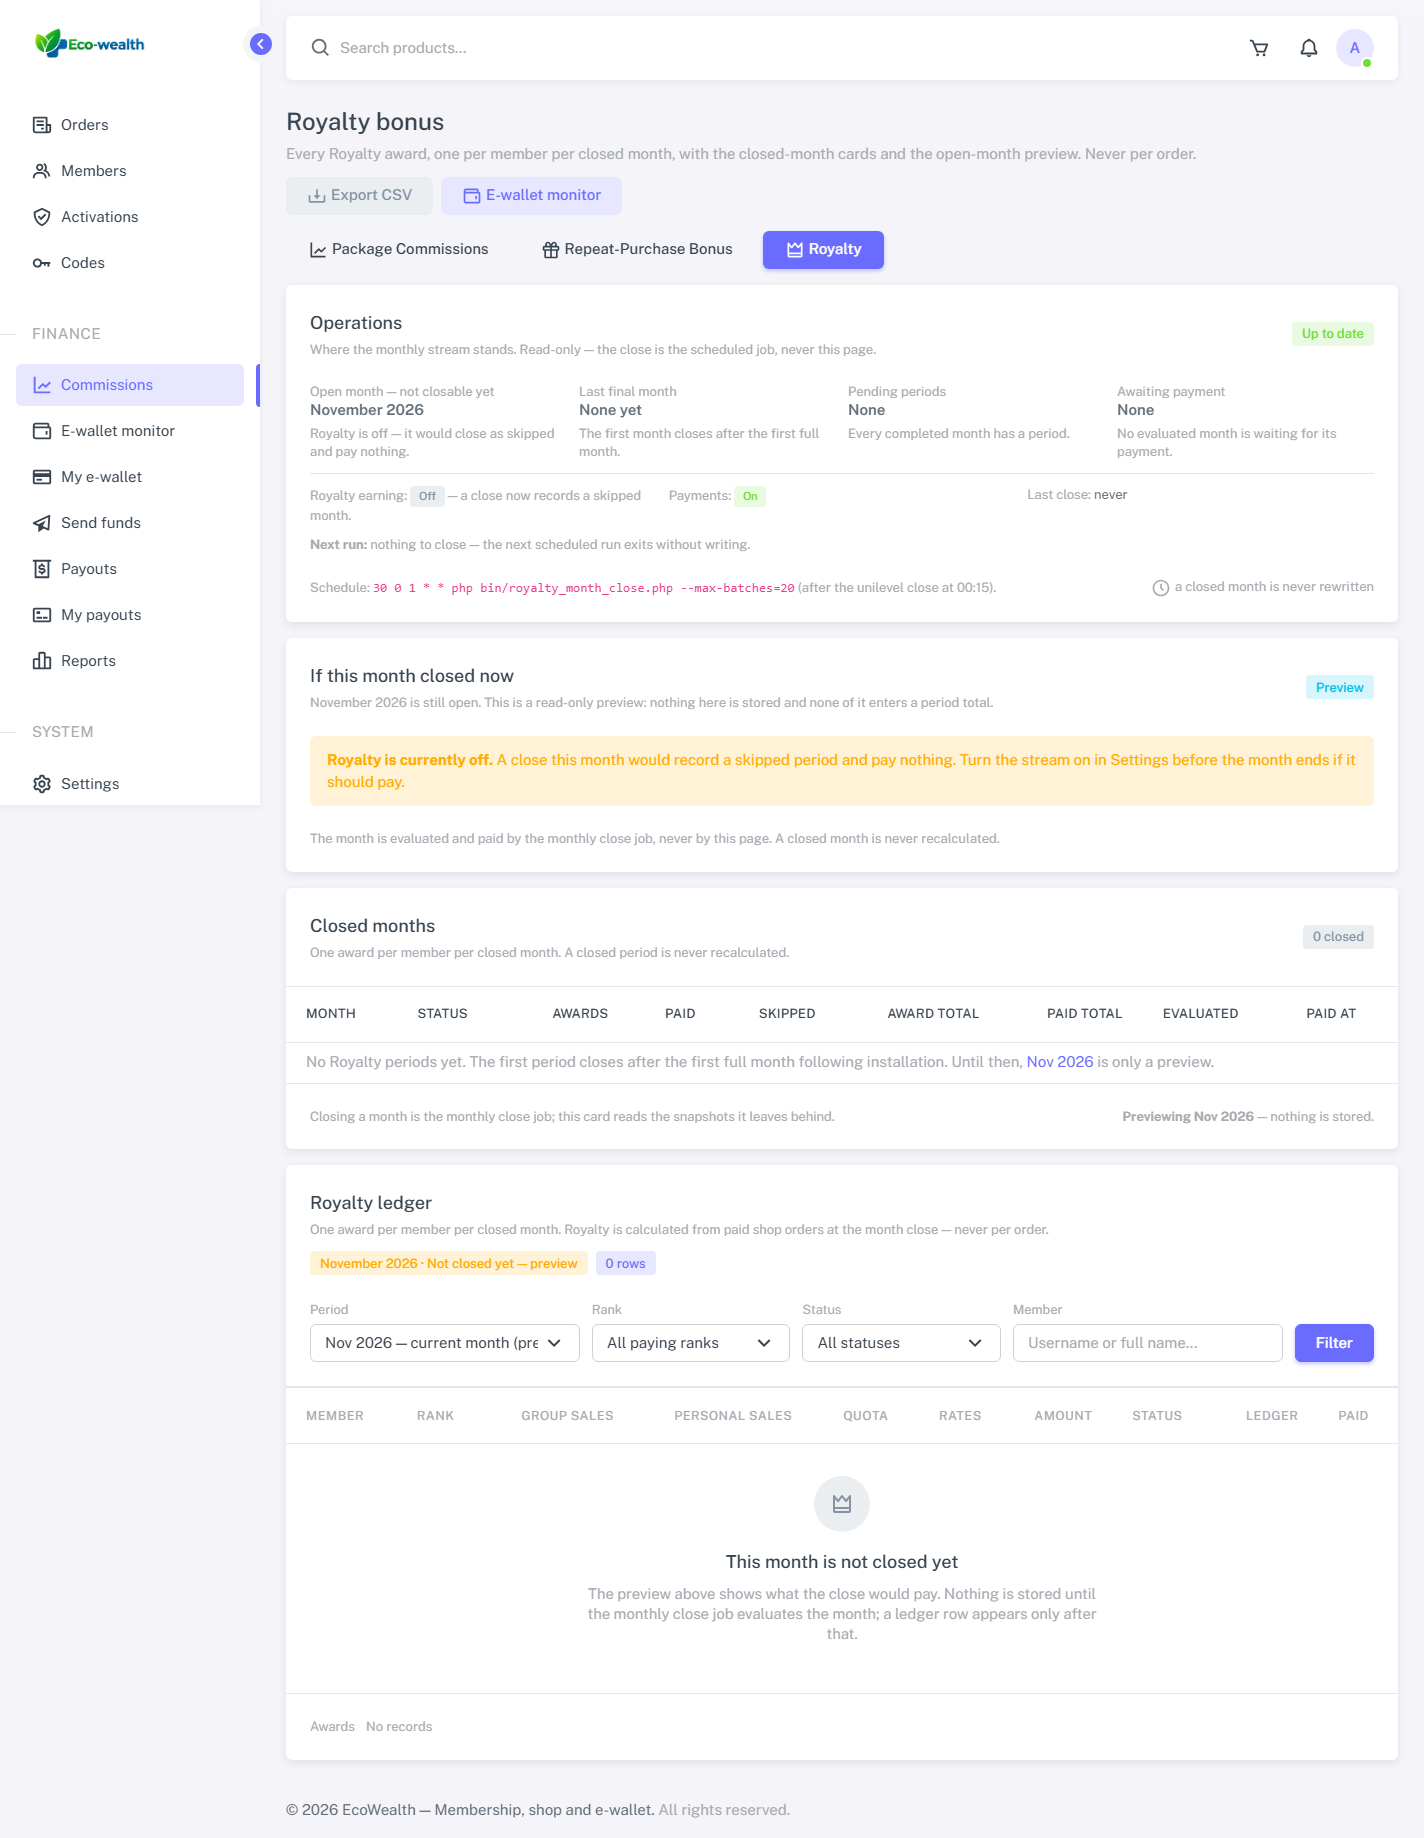 Eco-wealth
Search products...
A
Orders
Members
Activations
Codes
FINANCE
Commissions
E-wallet monitor
My e-wallet
Send funds
Payouts
My payouts
Reports
SYSTEM
Settings
Royalty bonus
Every Royalty award, one per member per closed month, with the closed-month cards and the open-month preview. Never per order.
Export CSV
E-wallet monitor
Package Commissions
Repeat-Purchase Bonus
Royalty
Operations
Up to date
Where the monthly stream stands. Read-only — the close is the scheduled job, never this page.
Open month — not closable yet
November 2026
Royalty is off — it would close as skipped
and pay nothing.
Last final month
None yet
The first month closes after the first full
month.
Pending periods
None
Every completed month has a period.
Awaiting payment
None
No evaluated month is waiting for its
payment.
Royalty earning: Off — a close now records a skipped
month.
Payments: On
Last close: never
Next run: nothing to close — the next scheduled run exits without writing.
Schedule: 30 0 1 * * php bin/royalty_month_close.php --max-batches=20 (after the unilevel close at 00:15).
a closed month is never rewritten
If this month closed now
Preview
November 2026 is still open. This is a read-only preview: nothing here is stored and none of it enters a period total.
Royalty is currently off. A close this month would record a skipped period and pay nothing. Turn the stream on in Settings before the month ends if it
should pay.
The month is evaluated and paid by the monthly close job, never by this page. A closed month is never recalculated.
Closed months
0 closed
One award per member per closed month. A closed period is never recalculated.
MONTH STATUS AWARDS PAID SKIPPED AWARD TOTAL PAID TOTAL EVALUATED PAID AT
No Royalty periods yet. The first period closes after the first full month following installation. Until then, Nov 2026 is only a preview.
Closing a month is the monthly close job; this card reads the snapshots it leaves behind.
Previewing Nov 2026 — nothing is stored.
Royalty ledger
One award per member per closed month. Royalty is calculated from paid shop orders at the month close — never per order.
November 2026 · Not closed yet — preview
0 rows
Period
Nov 2026 — current month (pre
Rank
All paying ranks
Status
All statuses
Member
Username or full name...
Filter
MEMBER RANK GROUP SALES PERSONAL SALES QUOTA RATES AMOUNT STATUS LEDGER PAID
This month is not closed yet
The preview above shows what the close would pay. Nothing is stored until
the monthly close job evaluates the month; a ledger row appears only after
that.
Awards No records
© 2026 EcoWealth — Membership, shop and e-wallet. All rights reserved.